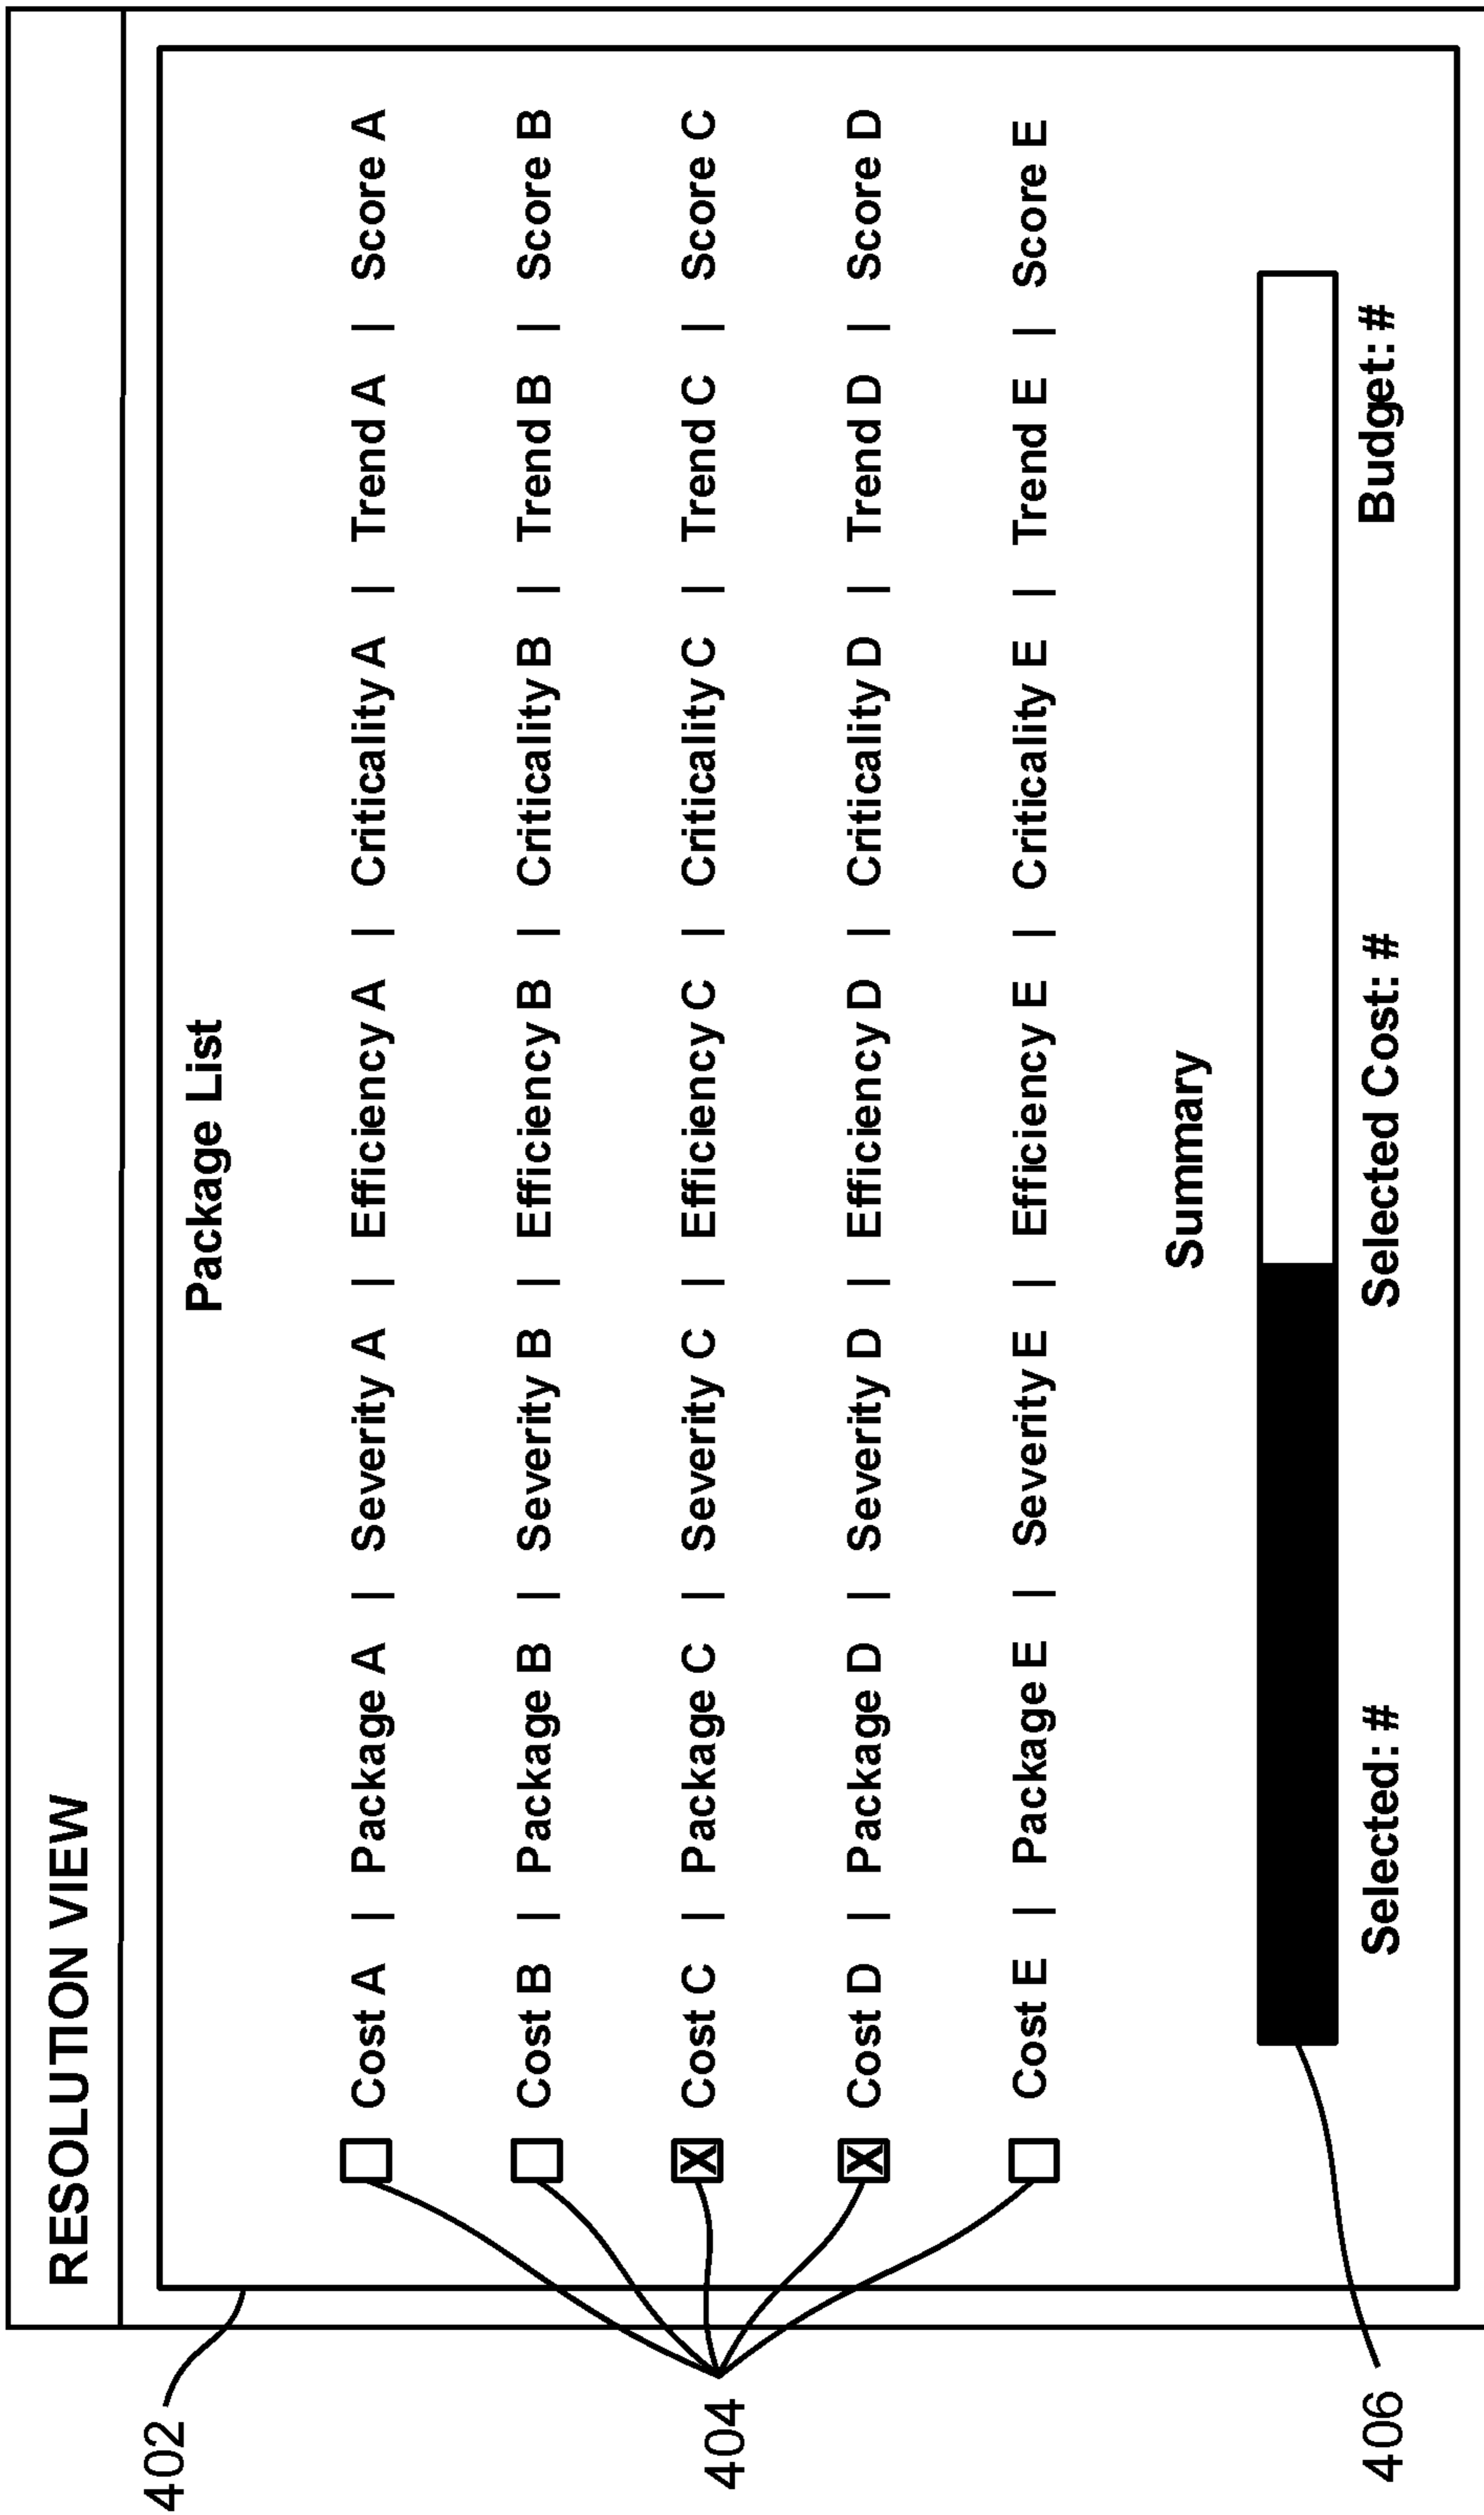 RESOLUTION VIEW
402
Package List
Cost A | Package A | Severity A | Efficiency A | Criticality A | Trend A | Score A
Cost B | Package B | Severity B | Efficiency B | Criticality B | Trend B | Score B
404
X Cost C | Package C | Severity C | Efficiency C | Criticality C | Trend C | Score C
X Cost D | Package D | Severity D | Efficiency D | Criticality D | Trend D | Score D
Cost E | Package E | Severity E | Efficiency E | Criticality E | Trend E | Score E
Summary
406
Selected: # Selected Cost: # Budget: #